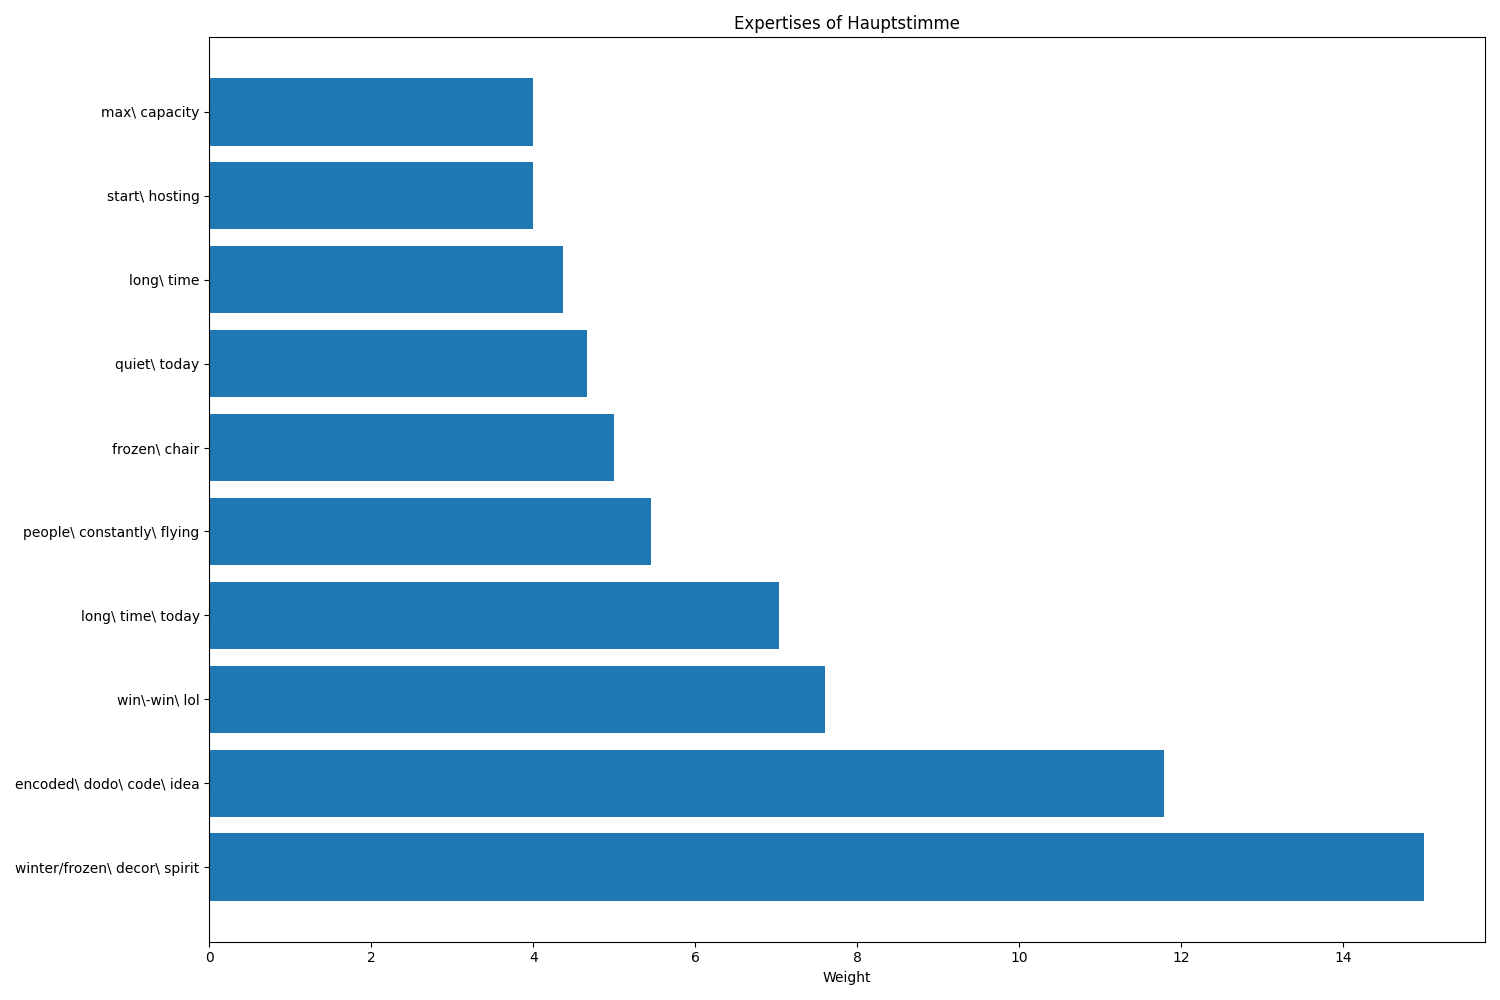 Expertises of Hauptstimme
max\ capacity
start\ hosting
long\ time
quiet\ today
frozen\ chair
people\ constantly\ flying
long\ time\ today
win\-win\ lol
encoded\ dodo\ code\ idea
winter/frozen\ decor\ spirit
0 2 4 6 8 10 12 14
Weight